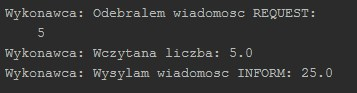 Wykonawca: Odebralem wiadomosc REQUEST:
5
Wykonawca: Wczytana liczba: 5.0
Wykonawca: Wysylam wiadomosc INFORM: 25.0